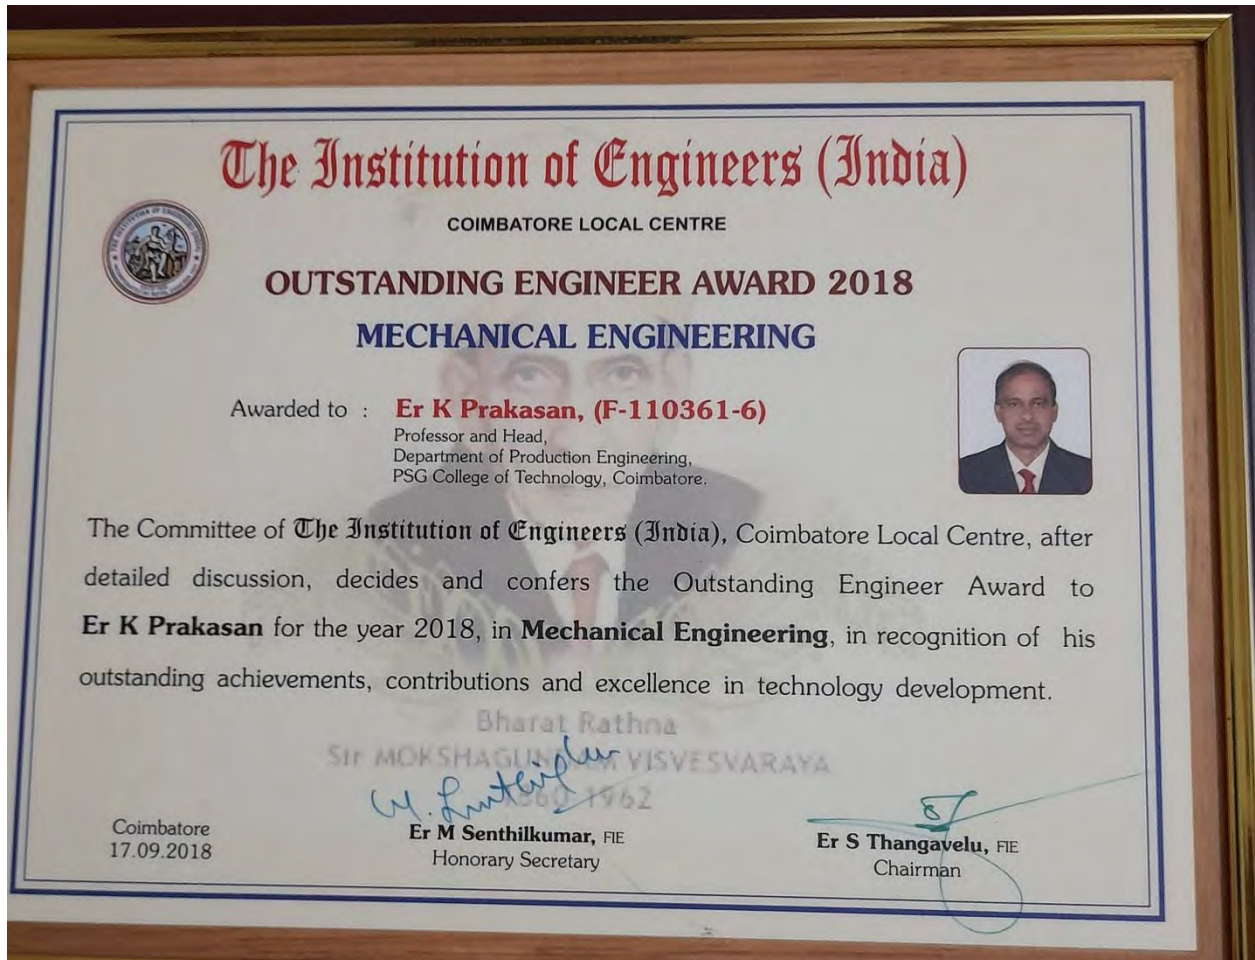 The Institution of Engineers (India)
COIMBATORE LOCAL CENTRE
OUTSTANDING ENGINEER AWARD 2018
MECHANICAL ENGINEERING
Awarded to : Er K Prakasan, (F-110361-6)
Professor and Head,
Department of Production Engineering,
PSG College of Technology, Coimbatore.
The Committee of The Institution of Engineers (India), Coimbatore Local Centre, after
detailed discussion, decides and confers the Outstanding Engineer Award to
Er K Prakasan for the year 2018, in Mechanical Engineering, in recognition of his
outstanding achievements, contributions and excellence in technology development.
Bharat Rathna
Sir MOKSHAGUNDAM VISVESVARAYA
1860-1962
Coimbatore
17.09.2018
Er M Senthilkumar, FIE
Honorary Secretary
Er S Thangavelu, FIE
Chairman